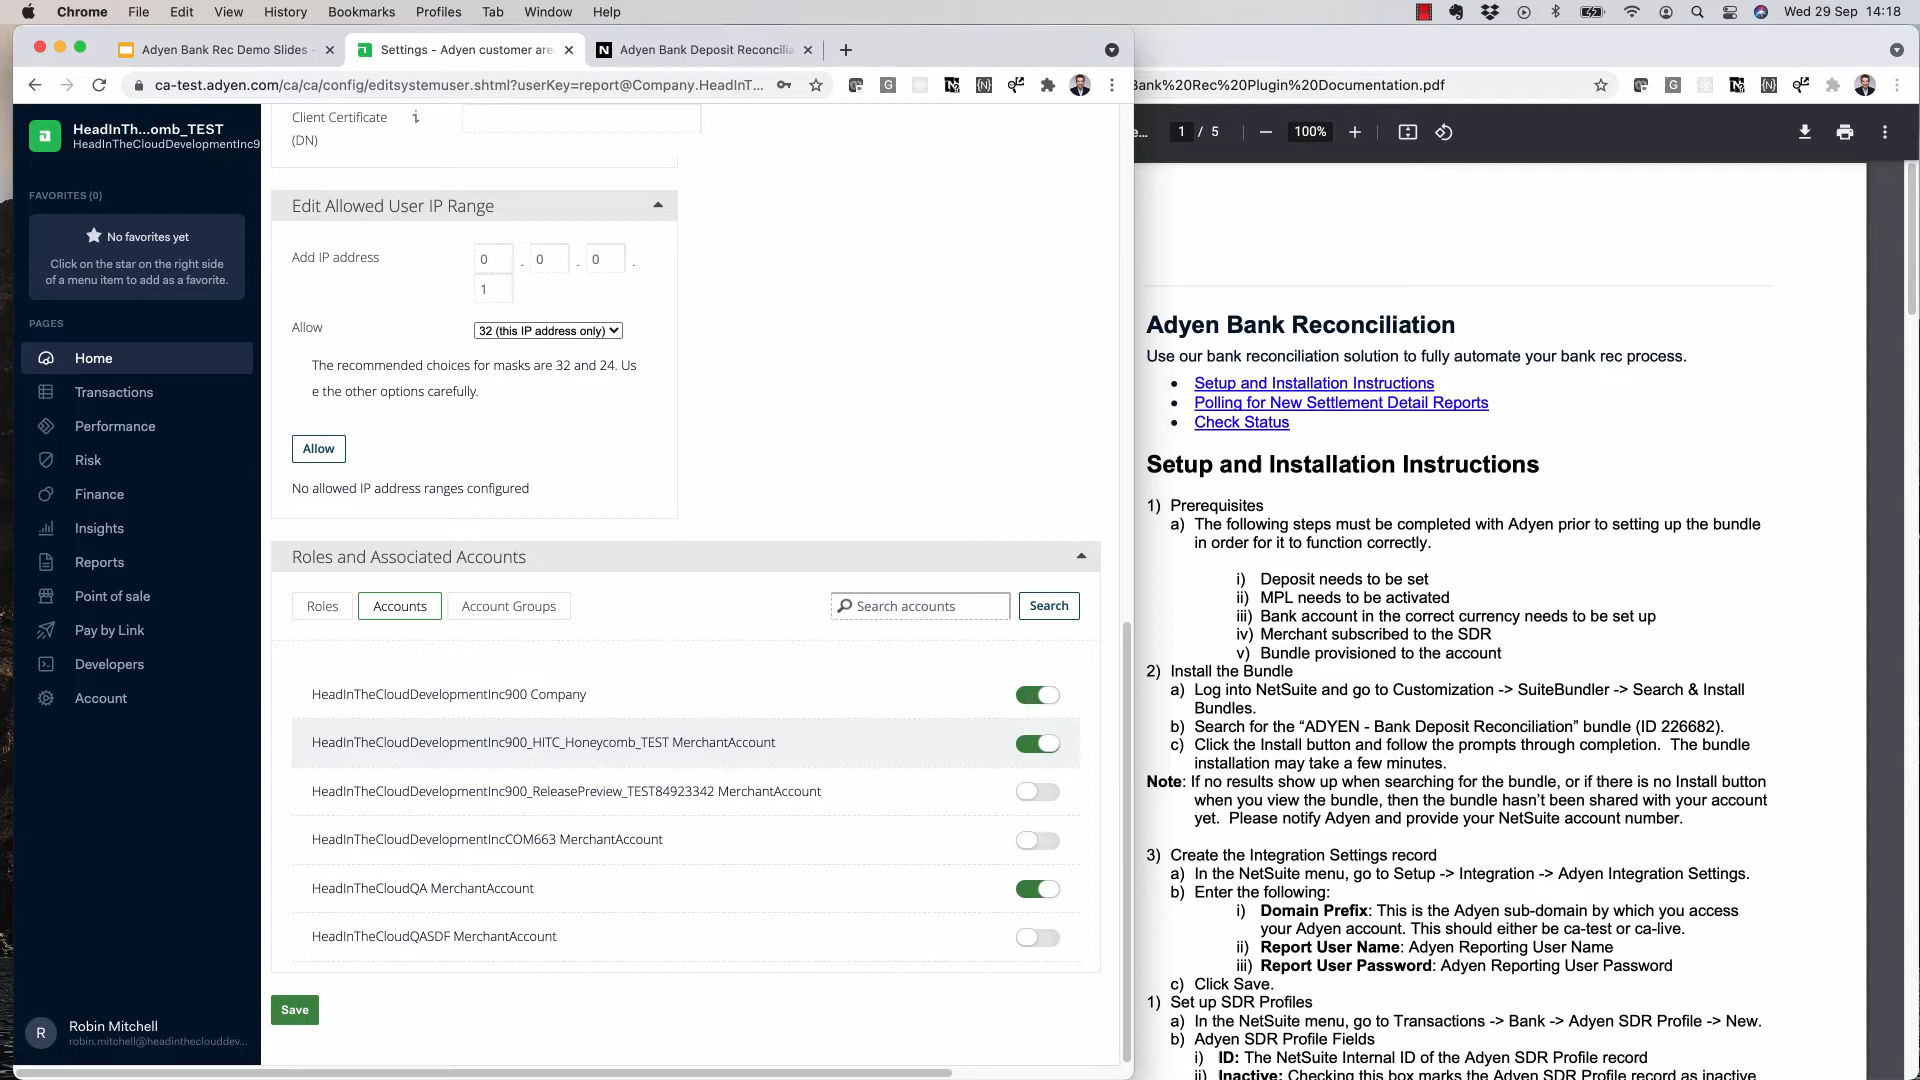 Chrome File Edit View History Bookmarks Profiles Tab Window Help Wed 29 Sep 14:18
Adyen Bank Rec Demo Slides
Settings - Adyen customer are
Adyen Bank Deposit Reconcilia
ca-test.adyen.com/ca/ca/config/editsystemuser.shtml?userKey=report@Company.HeadInT...
ank%20Rec%20Plugin%20Documentation.pdf
HeadInTh...omb_TEST
HeadInTheCloudDevelopmentInc9
FAVORITES (0)
No favorites yet
Click on the star on the right side
of a menu item to add as a favorite.
PAGES
Home
Transactions
Performance
Risk
Finance
Insights
Reports
Point of sale
Pay by Link
Developers
Account
R
Robin Mitchell
robin.mitchell@headintheclouddev...
Client Certificate
(DN)
Edit Allowed User IP Range
Add IP address
0 . 0 . 0 .
1
Allow
32 (this IP address only)
The recommended choices for masks are 32 and 24. Us
e the other options carefully.
Allow
No allowed IP address ranges configured
Roles and Associated Accounts
Roles
Accounts
Account Groups
Search accounts
Search
HeadInTheCloudDevelopmentInc900 Company
HeadInTheCloudDevelopmentInc900_HITC_Honeycomb_TEST MerchantAccount
HeadInTheCloudDevelopmentInc900_ReleasePreview_TEST84923342 MerchantAccount
HeadInTheCloudDevelopmentIncCOM663 MerchantAccount
HeadInTheCloudQA MerchantAccount
HeadInTheCloudQASDF MerchantAccount
Save
e... 1 / 5 100%
Adyen Bank Reconciliation
Use our bank reconciliation solution to fully automate your bank rec process.
• Setup and Installation Instructions
• Polling for New Settlement Detail Reports
• Check Status
Setup and Installation Instructions
1) Prerequisites
a) The following steps must be completed with Adyen prior to setting up the bundle
in order for it to function correctly.
i) Deposit needs to be set
ii) MPL needs to be activated
iii) Bank account in the correct currency needs to be set up
iv) Merchant subscribed to the SDR
v) Bundle provisioned to the account
2) Install the Bundle
a) Log into NetSuite and go to Customization -> SuiteBundler -> Search & Install
Bundles.
b) Search for the “ADYEN - Bank Deposit Reconciliation” bundle (ID 226682).
c) Click the Install button and follow the prompts through completion. The bundle
installation may take a few minutes.
Note: If no results show up when searching for the bundle, or if there is no Install button
when you view the bundle, then the bundle hasn’t been shared with your account
yet. Please notify Adyen and provide your NetSuite account number.
3) Create the Integration Settings record
a) In the NetSuite menu, go to Setup -> Integration -> Adyen Integration Settings.
b) Enter the following:
i) Domain Prefix: This is the Adyen sub-domain by which you access
your Adyen account. This should either be ca-test or ca-live.
ii) Report User Name: Adyen Reporting User Name
iii) Report User Password: Adyen Reporting User Password
c) Click Save.
1) Set up SDR Profiles
a) In the NetSuite menu, go to Transactions -> Bank -> Adyen SDR Profile -> New.
b) Adyen SDR Profile Fields
i) ID: The NetSuite Internal ID of the Adyen SDR Profile record
ii) Inactive: Checking this box marks the Adyen SDR Profile record as inactive